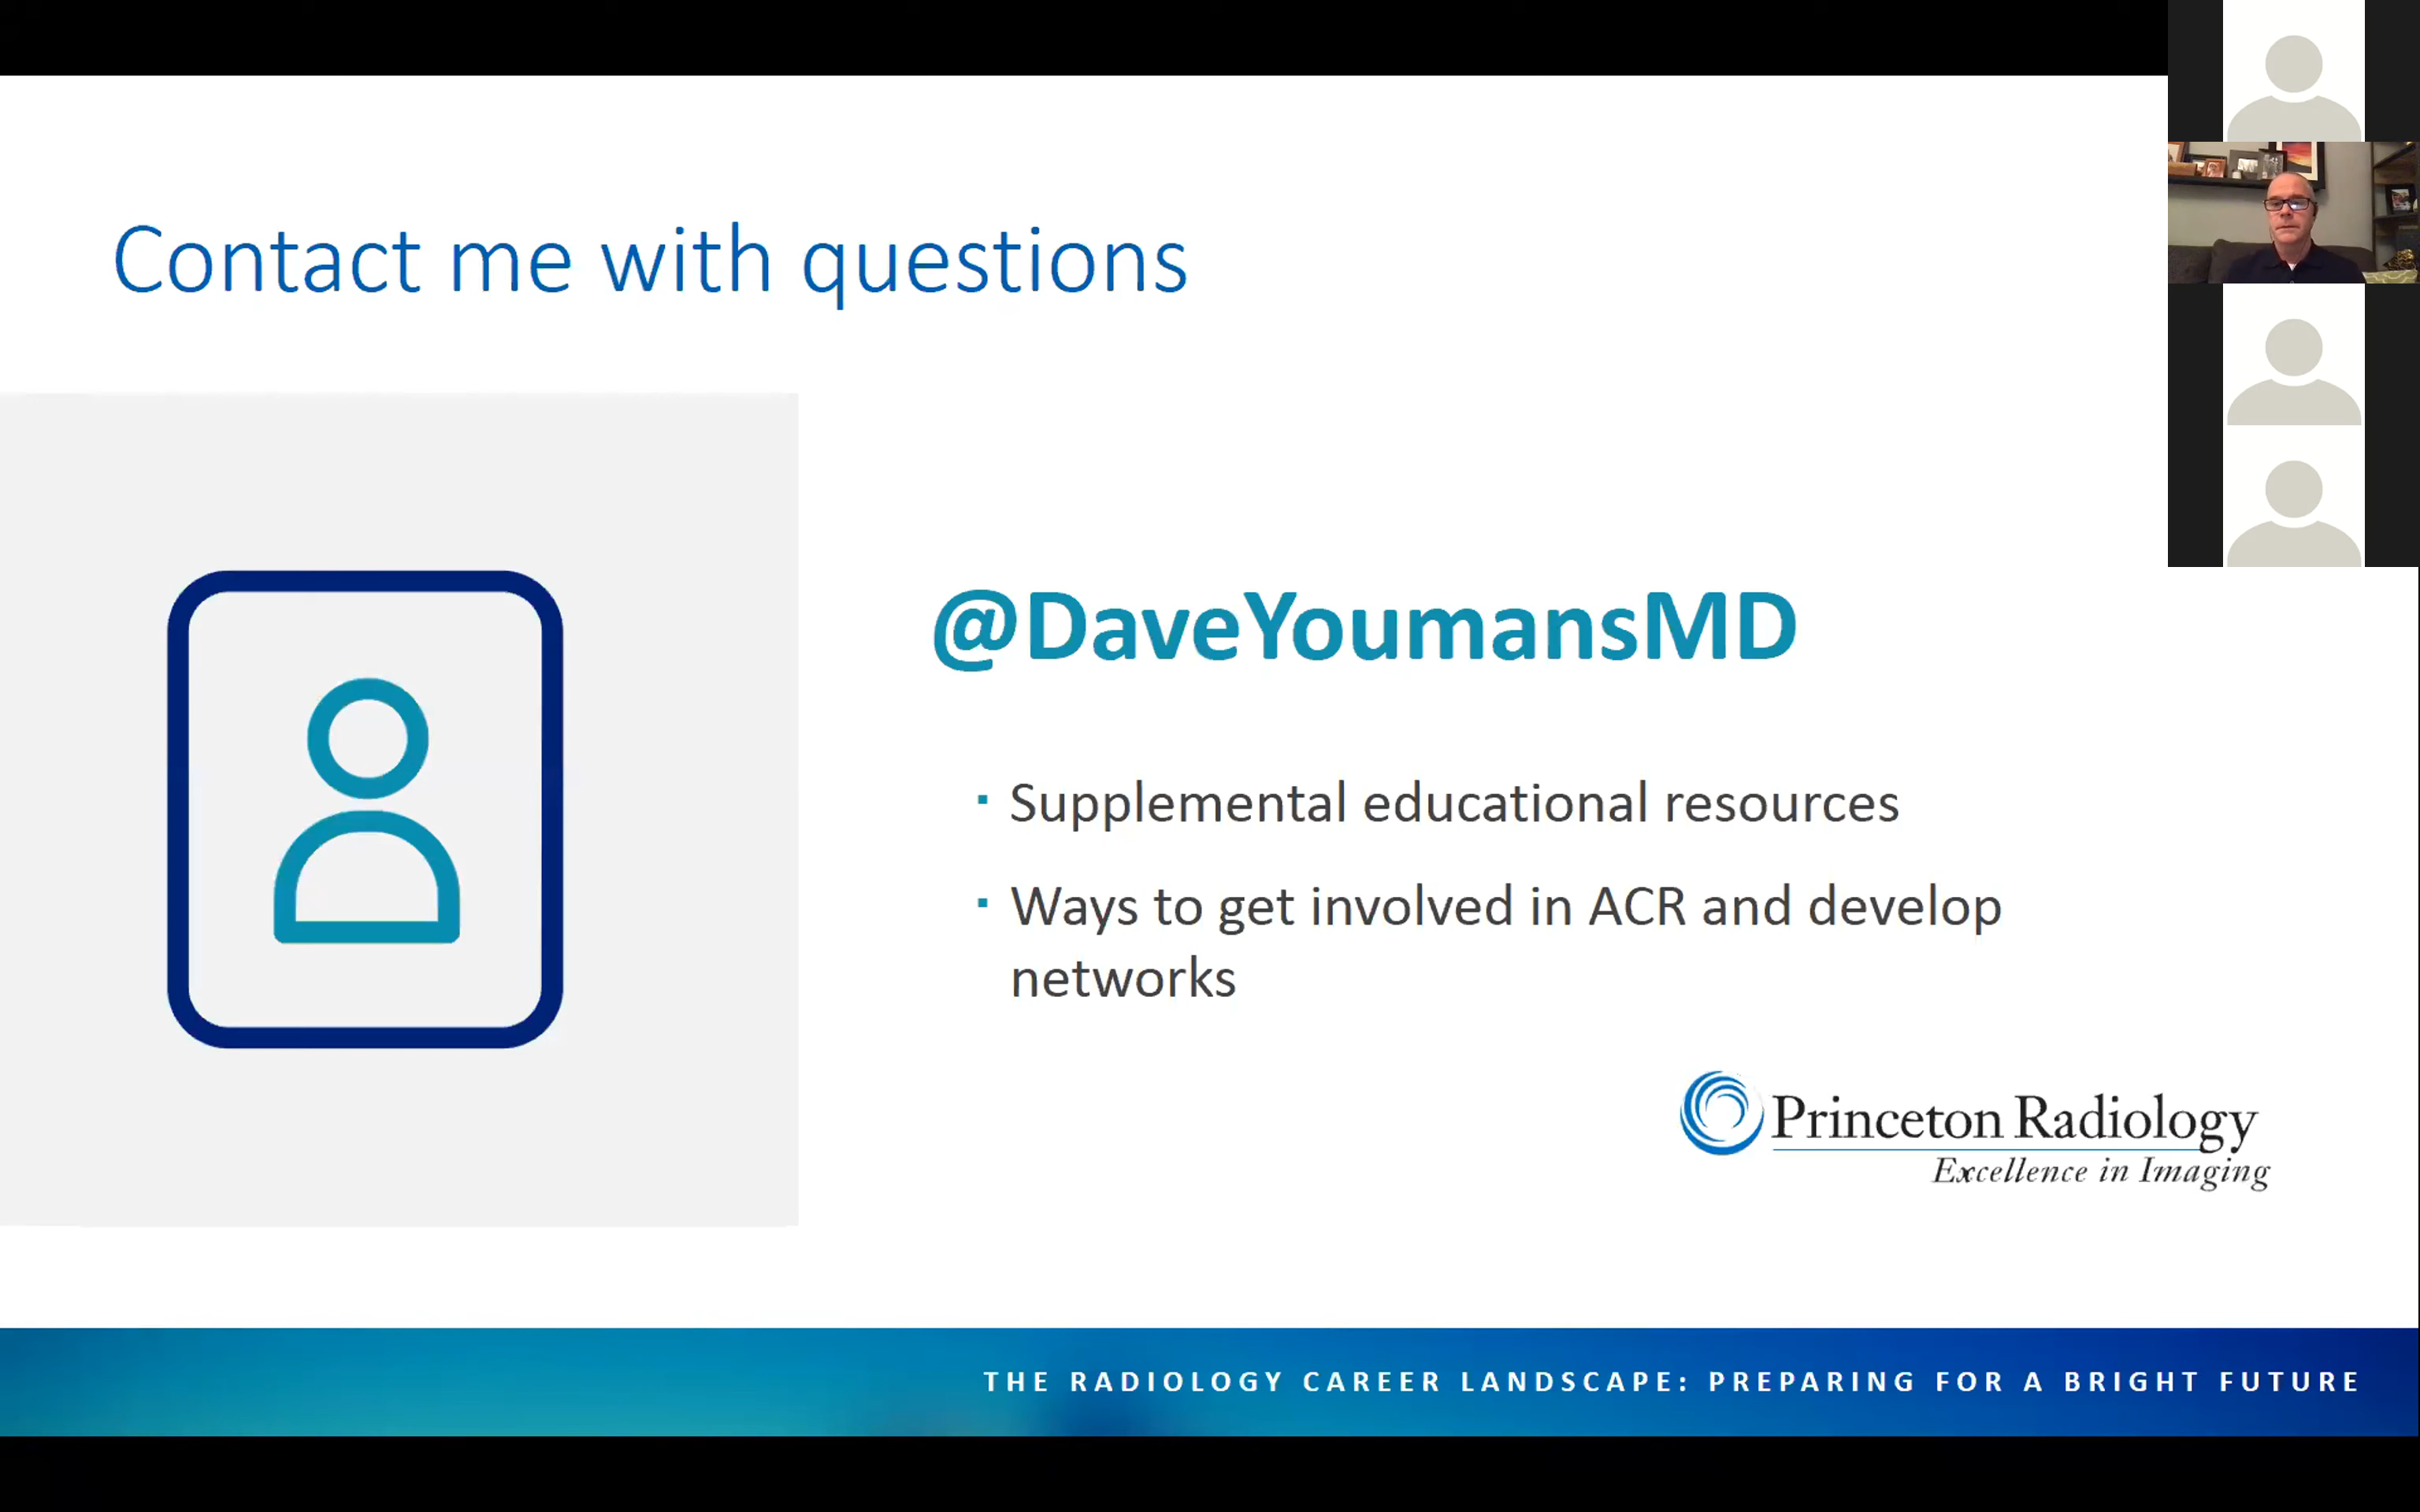 Contact me with questions
@DaveYoumansMD
▪ Supplemental educational resources
▪ Ways to get involved in ACR and develop
networks
Princeton Radiology
Excellence in Imaging
THE RADIOLOGY CAREER LANDSCAPE: PREPARING FOR A BRIGHT FUTURE